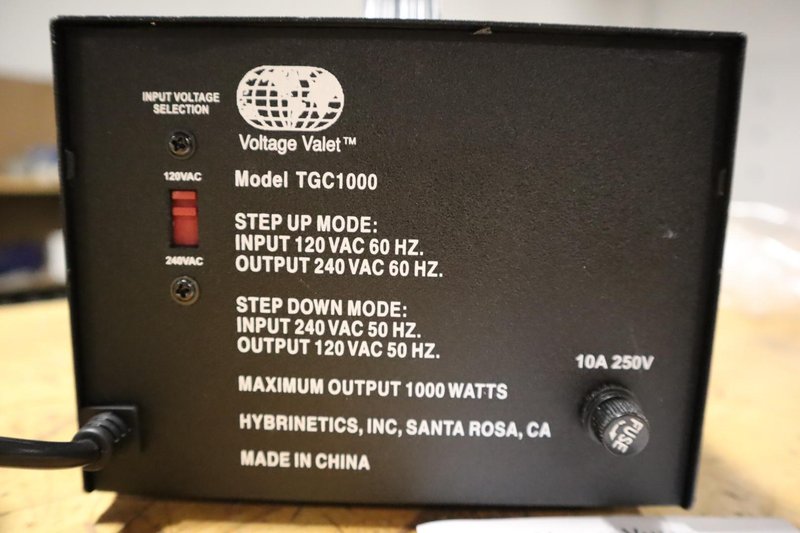 INPUT VOLTAGE
SELECTION
120VAC
240VAC
Voltage Valet™
Model TGC1000
STEP UP MODE:
INPUT 120 VAC 60 HZ.
OUTPUT 240 VAC 60 HZ.
STEP DOWN MODE:
INPUT 240 VAC 50 HZ.
OUTPUT 120 VAC 50 HZ.
MAXIMUM OUTPUT 1000 WATTS
HYBRINETICS, INC, SANTA ROSA, CA
MADE IN CHINA
10A 250V
FUSE